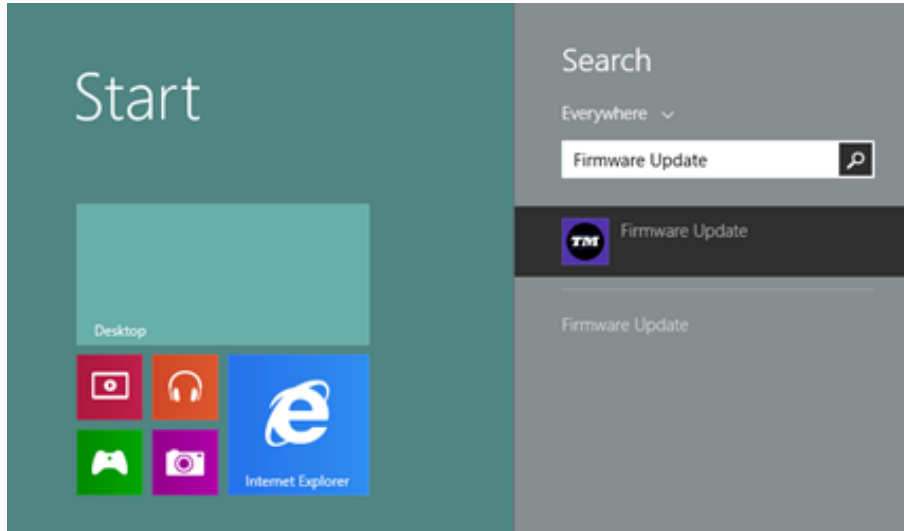 Start
Desktop
Internet Explorer
Search
Everywhere
Firmware Update
TM
Firmware Update
Firmware Update